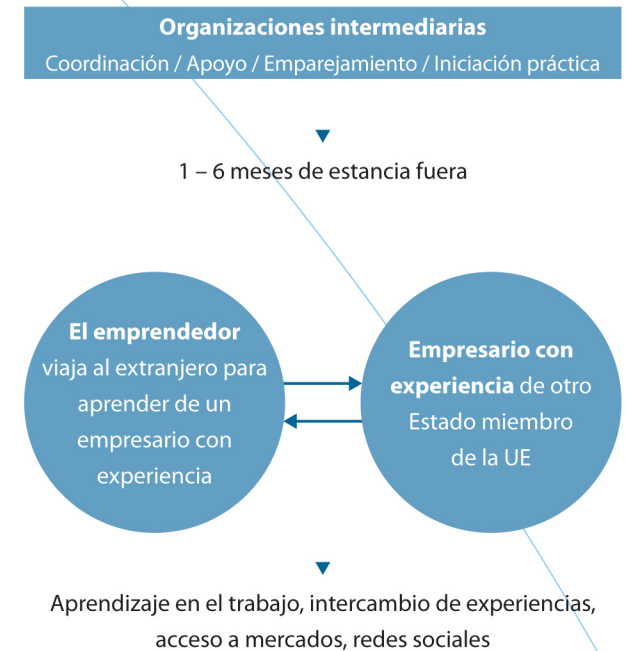 Organizaciones intermediarias
Coordinación / Apoyo / Emparejamiento / Iniciación práctica
1 – 6 meses de estancia fuera
El emprendedor
viaja al extranjero para
aprender de un
empresario con
experiencia
Empresario con
experiencia de otro
Estado miembro
de la UE
Aprendizaje en el trabajo, intercambio de experiencias,
acceso a mercados, redes sociales